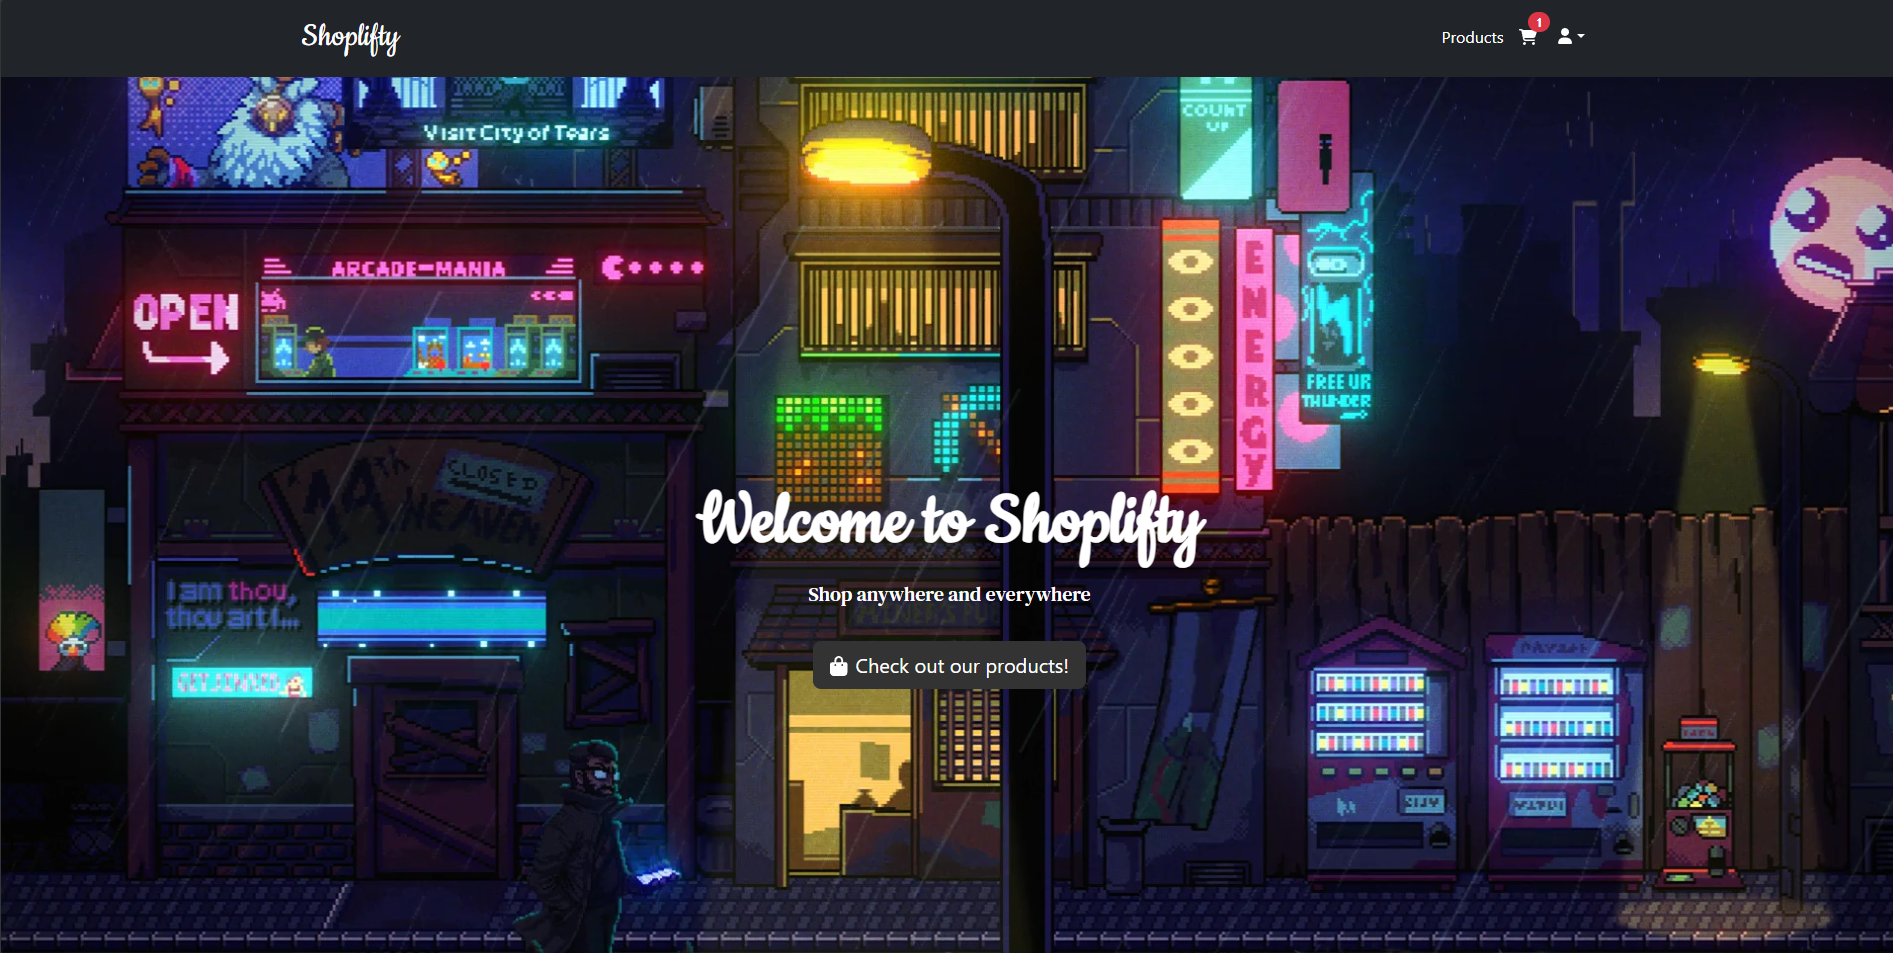 Shoplifty
Products
1
Visit City of Tears
COUNT
UP
ARCADE-MANIA
OPEN
ENERGY
FREE UR
THUNDER
CLOSED
14th
HEAVEN
Welcome to Shoplifty
I am thou,
thou art I...
Shop anywhere and everywhere
Check out our products!